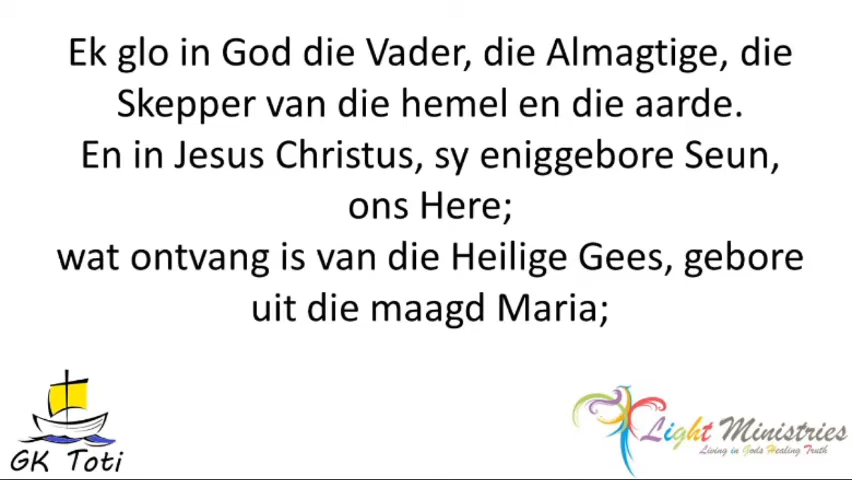 Ek glo in God die Vader, die Almagtige, die
Skepper van die hemel en die aarde.
En in Jesus Christus, sy eniggebore Seun,
ons Here;
wat ontvang is van die Heilige Gees, gebore
uit die maagd Maria;
GK Toti
Light Ministries
Living in Gods Healing Truth